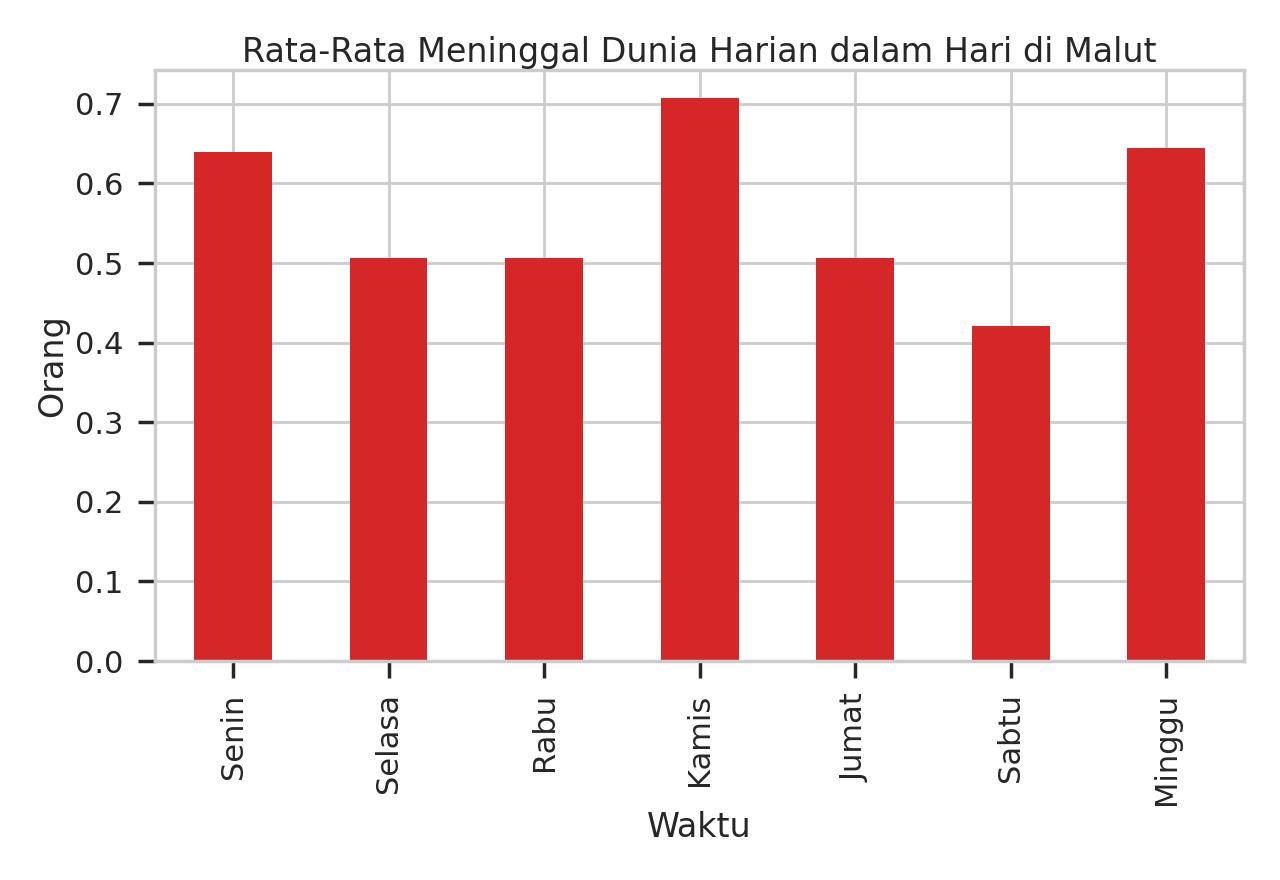 Rata-Rata Meninggal Dunia Harian dalam Hari di Malut
0.7
0.6
0.5
0.4
0.3
0.2
0.1
0.0
Orang
Senin
Selasa
Rabu
Kamis
Jumat
Sabtu
Minggu
Waktu